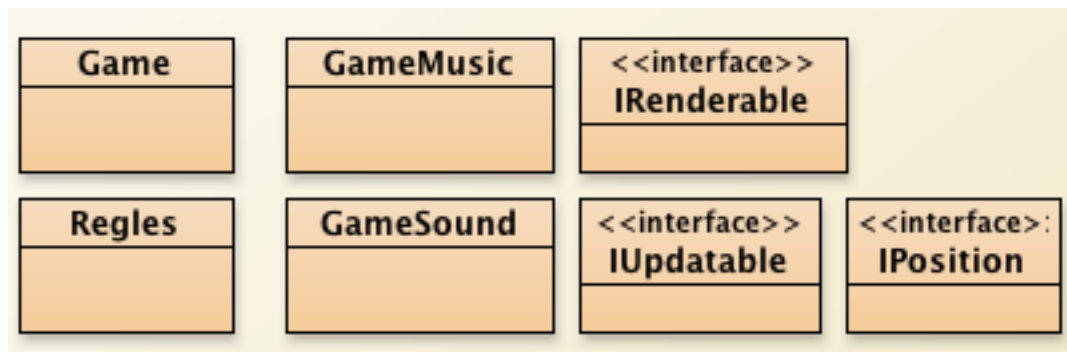 Game
GameMusic
<<interface>>
IRenderable
Regles
GameSound
<<interface>>
IUpdatable
<<interface>:
IPosition